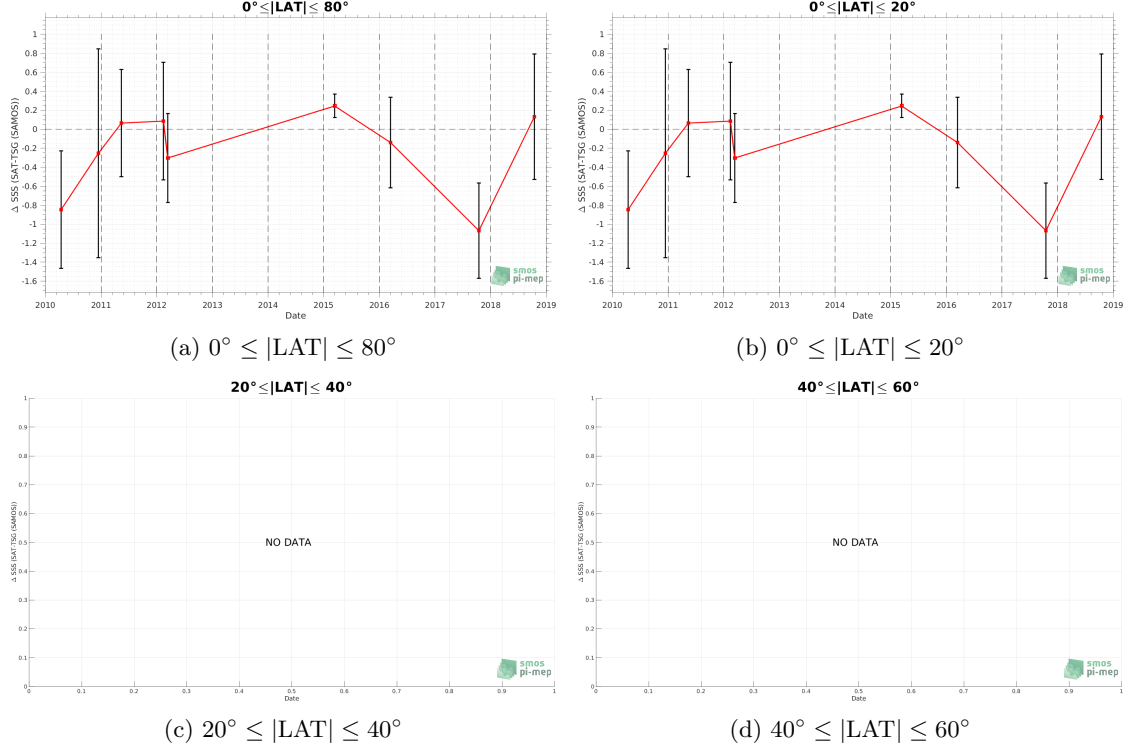 0°≤|LAT|≤ 80°
Δ SSS (SAT-TSG (SAMOS))
1
0.8
0.6
0.4
0.2
0
-0.2
-0.4
-0.6
-0.8
-1
-1.2
-1.4
-1.6
smos
pi-mep
2010 2011 2012 2013 2014 2015 2016 2017 2018 2019
Date
(a) 0° ≤ |LAT| ≤ 80°
0°≤|LAT|≤ 20°
Δ SSS (SAT-TSG (SAMOS))
1
0.8
0.6
0.4
0.2
0
-0.2
-0.4
-0.6
-0.8
-1
-1.2
-1.4
-1.6
smos
pi-mep
2010 2011 2012 2013 2014 2015 2016 2017 2018 2019
Date
(b) 0° ≤ |LAT| ≤ 20°
20°≤|LAT|≤ 40°
Δ SSS (SAT-TSG (SAMOS))
1
0.9
0.8
0.7
0.6
0.5
0.4
0.3
0.2
0.1
0
NO DATA
smos
pi-mep
0 0.1 0.2 0.3 0.4 0.5 0.6 0.7 0.8 0.9 1
Date
(c) 20° ≤ |LAT| ≤ 40°
40°≤|LAT|≤ 60°
Δ SSS (SAT-TSG (SAMOS))
1
0.9
0.8
0.7
0.6
0.5
0.4
0.3
0.2
0.1
0
NO DATA
smos
pi-mep
0 0.1 0.2 0.3 0.4 0.5 0.6 0.7 0.8 0.9 1
Date
(d) 40° ≤ |LAT| ≤ 60°